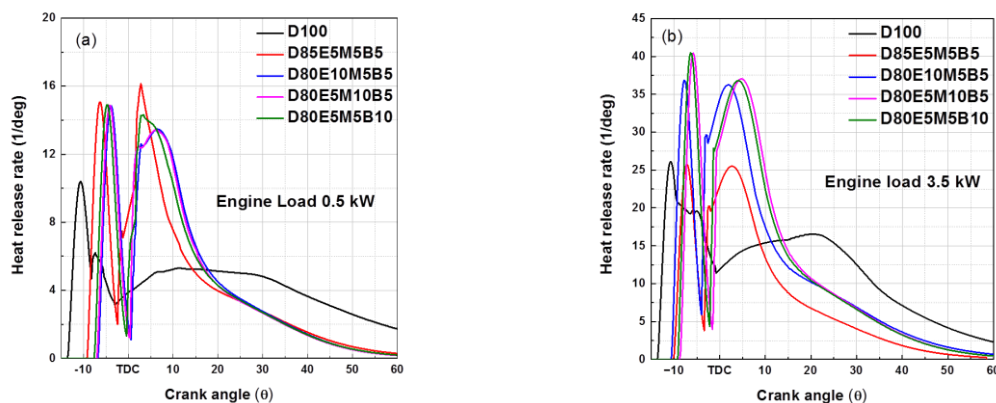 (a)
D100
D85E5M5B5
D80E10M5B5
D80E5M10B5
D80E5M5B10
Engine Load 0.5 kW
Heat release rate (1/deg)
20
16
12
8
4
0
-10 TDC 10 20 30 40 50 60
Crank angle (θ)
(b)
D100
D85E5M5B5
D80E10M5B5
D80E5M10B5
D80E5M5B10
Engine load 3.5 kW
Heat release rate (1/deg)
45
40
35
30
25
20
15
10
5
0
−10 TDC 10 20 30 40 50 60
Crank angle (θ)